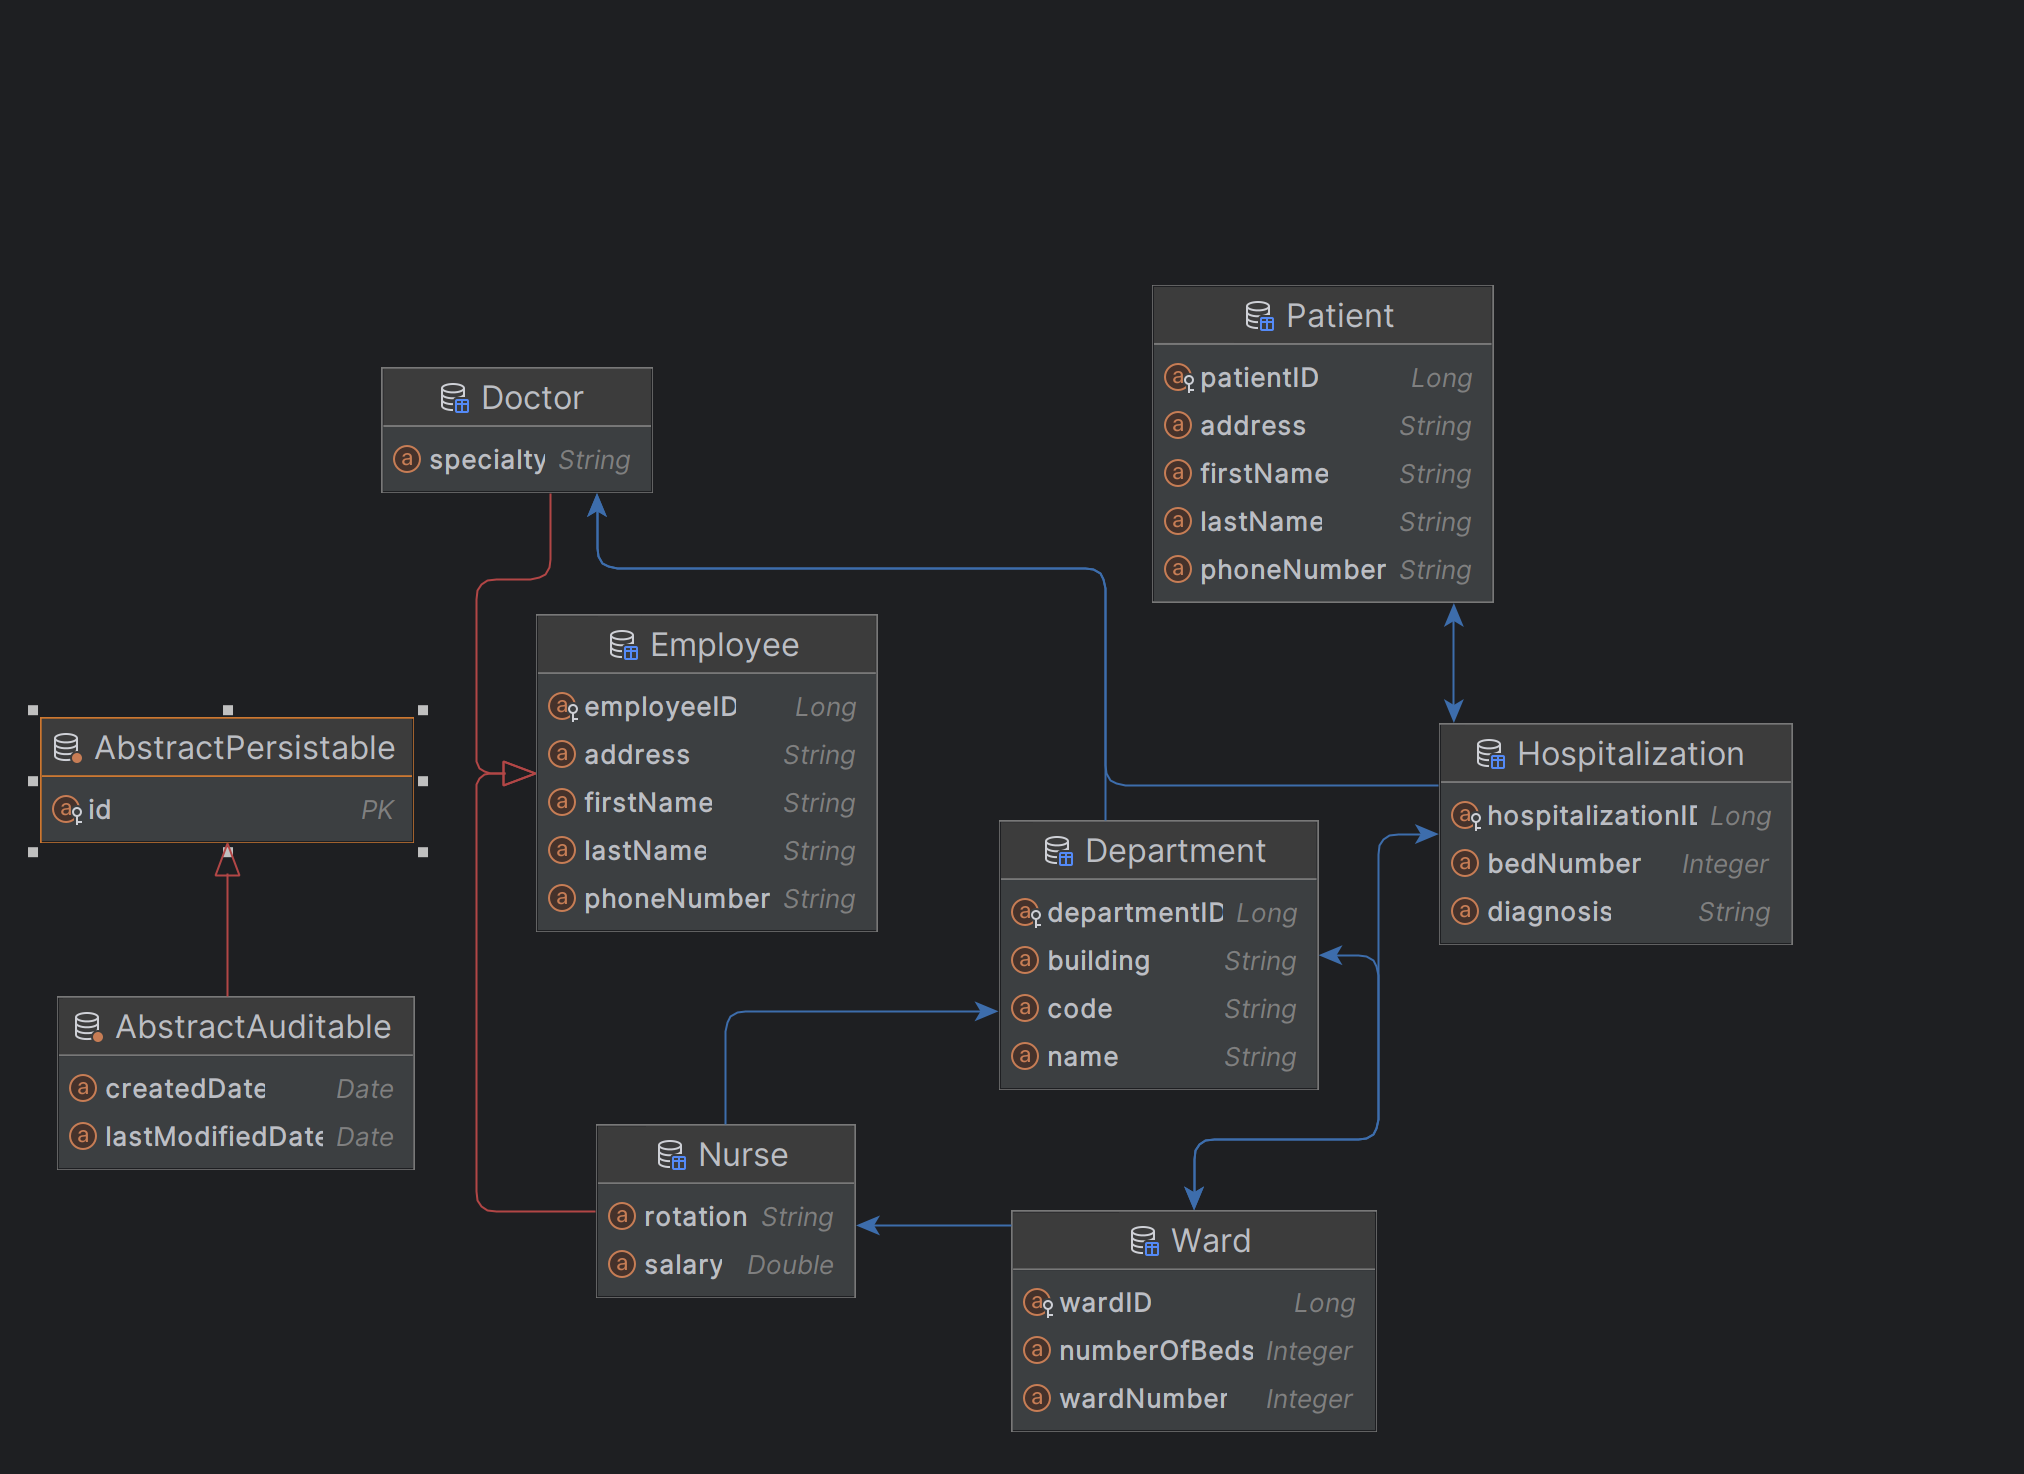 Patient
patientID Long
address String
firstName String
lastName String
phoneNumber String
Doctor
specialty String
Employee
employeeID Long
address String
firstName String
lastName String
phoneNumber String
AbstractPersistable
id PK
Hospitalization
hospitalizationID Long
bedNumber Integer
diagnosis String
Department
departmentID Long
building String
code String
name String
AbstractAuditable
createdDate Date
lastModifiedDate Date
Nurse
rotation String
salary Double
Ward
wardID Long
numberOfBeds Integer
wardNumber Integer